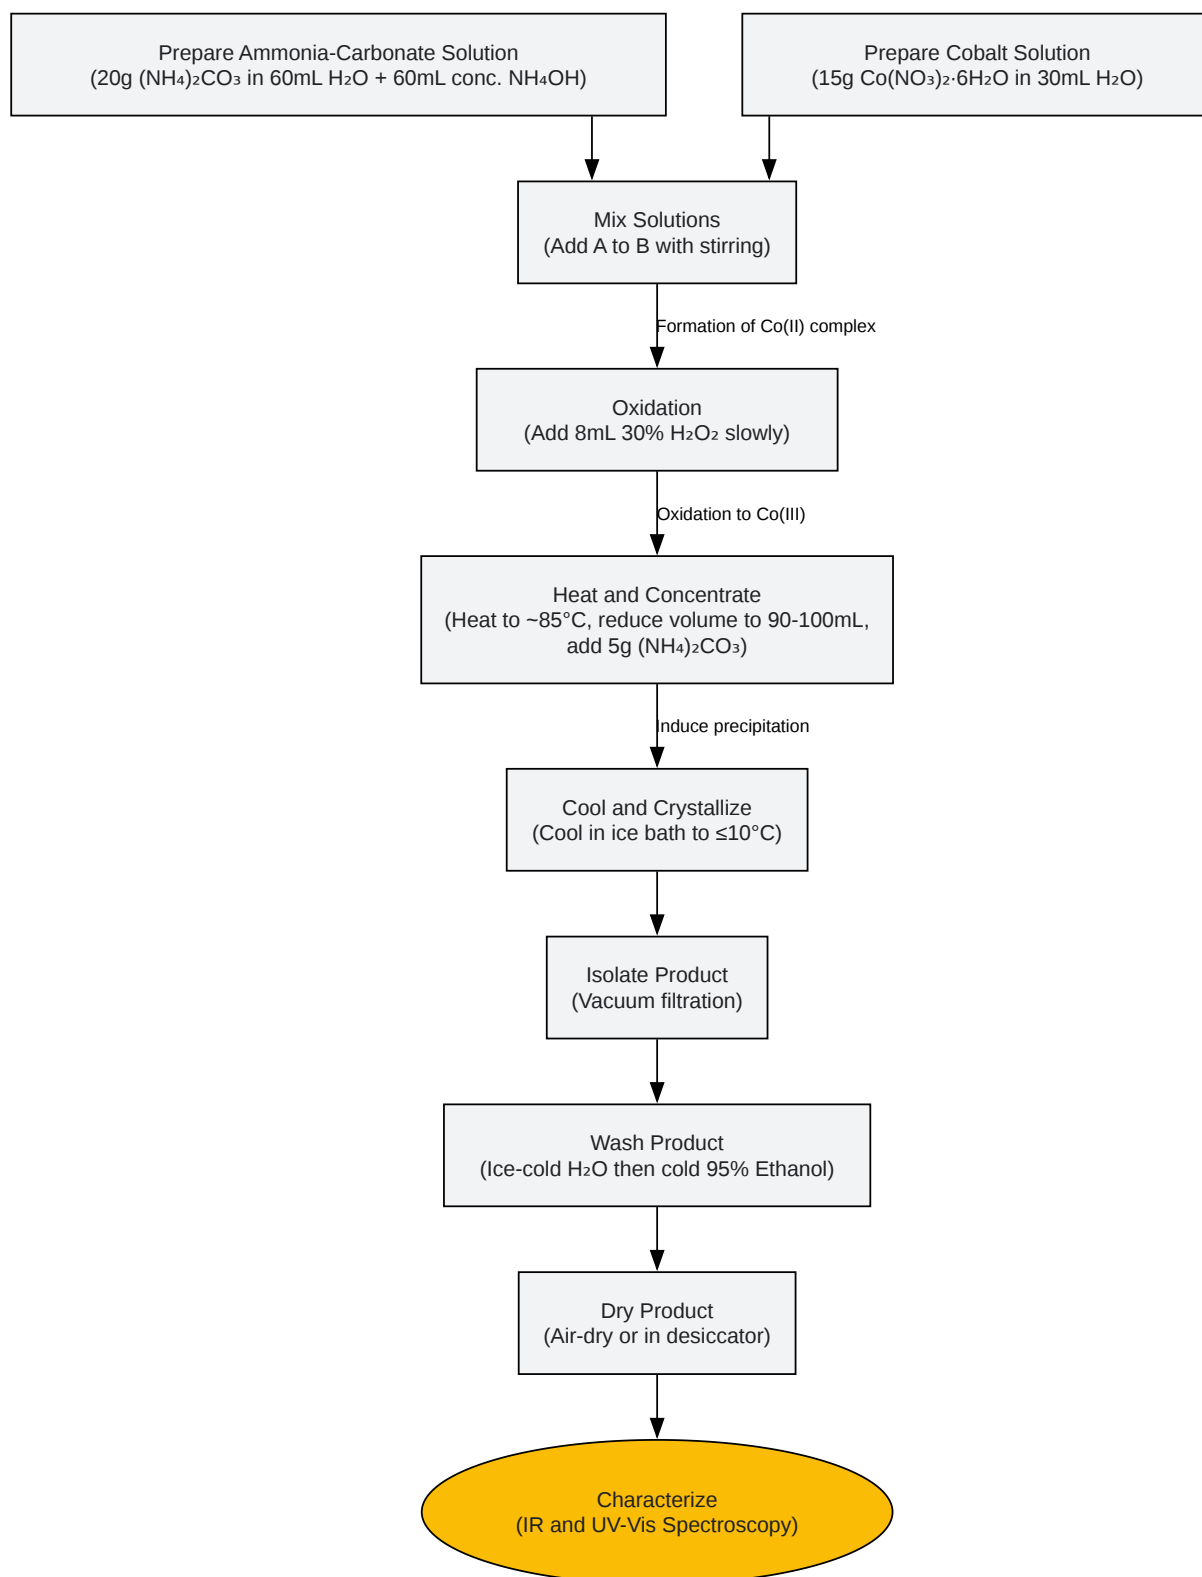 Prepare Ammonia-Carbonate Solution
(20g (NH₄)₂CO₃ in 60mL H₂O + 60mL conc. NH₄OH)
Prepare Cobalt Solution
(15g Co(NO₃)₂·6H₂O in 30mL H₂O)
Mix Solutions
(Add A to B with stirring)
Formation of Co(II) complex
Oxidation
(Add 8mL 30% H₂O₂ slowly)
Oxidation to Co(III)
Heat and Concentrate
(Heat to ~85°C, reduce volume to 90-100mL,
add 5g (NH₄)₂CO₃)
Induce precipitation
Cool and Crystallize
(Cool in ice bath to ≤10°C)
Isolate Product
(Vacuum filtration)
Wash Product
(Ice-cold H₂O then cold 95% Ethanol)
Dry Product
(Air-dry or in desiccator)
Characterize
(IR and UV-Vis Spectroscopy)